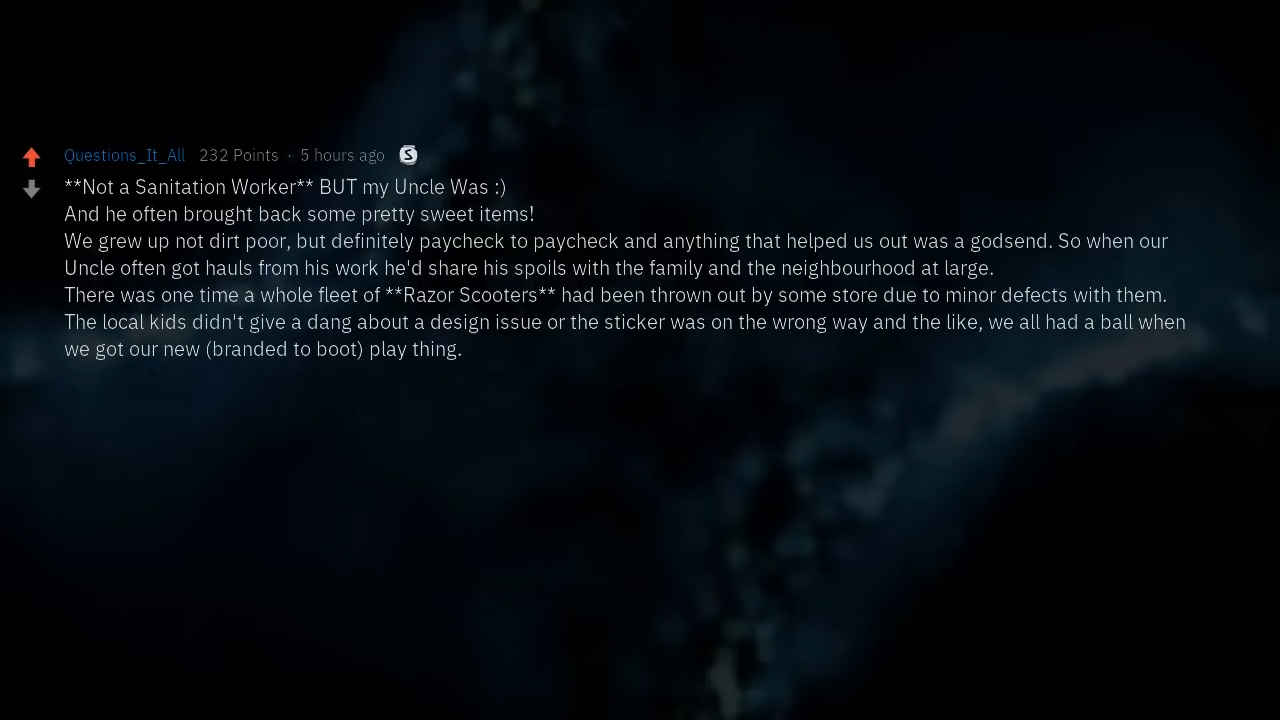 Questions_It_All 232 Points · 5 hours ago S
**Not a Sanitation Worker** BUT my Uncle Was :)
And he often brought back some pretty sweet items!
We grew up not dirt poor, but definitely paycheck to paycheck and anything that helped us out was a godsend. So when our
Uncle often got hauls from his work he'd share his spoils with the family and the neighbourhood at large.
There was one time a whole fleet of **Razor Scooters** had been thrown out by some store due to minor defects with them.
The local kids didn't give a dang about a design issue or the sticker was on the wrong way and the like, we all had a ball when
we got our new (branded to boot) play thing.